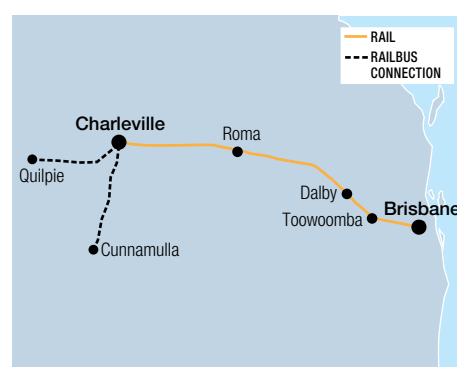 RAIL
RAILBUS
CONNECTION
Charleville
Roma
Quilpie
Dalby
Brisbane
Toowoomba
Cunnamulla